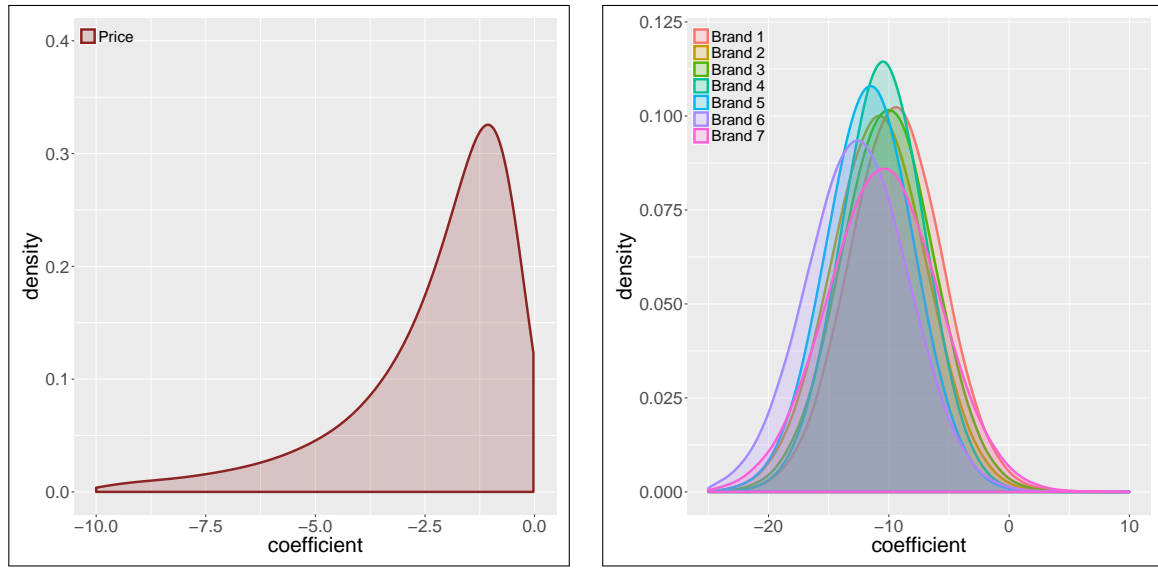 Price
0.4
0.3
0.2
0.1
0.0
density
−10.0 −7.5 −5.0 −2.5 0.0
coefficient
Brand 1
Brand 2
Brand 3
Brand 4
Brand 5
Brand 6
Brand 7
0.125
0.100
0.075
0.050
0.025
0.000
density
−20 −10 0 10
coefficient